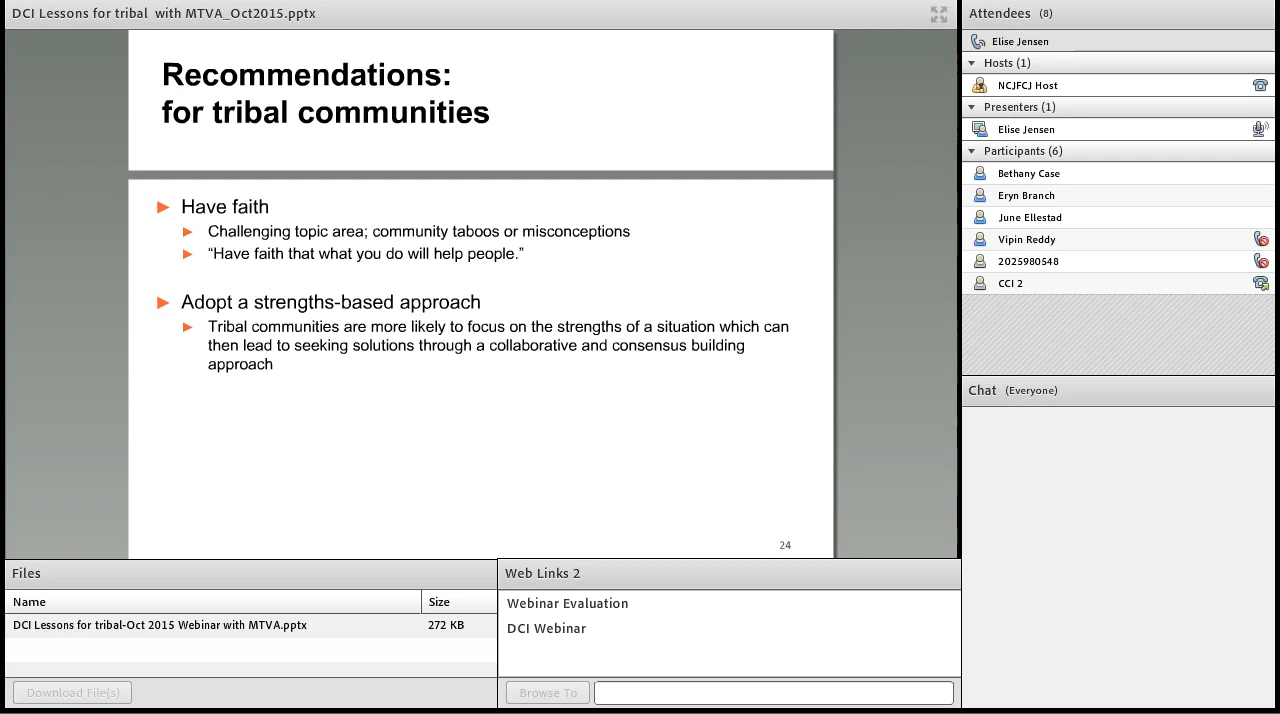 DCI Lessons for tribal  with MTVA_Oct2015.pptx
Recommendations:
for tribal communities
Have faith
Challenging topic area; community taboos or misconceptions
“Have faith that what you do will help people.”
Adopt a strengths-based approach
Tribal communities are more likely to focus on the strengths of a situation which can
then lead to seeking solutions through a collaborative and consensus building
approach
24
Attendees (8)
Elise Jensen
Hosts (1)
NCJFCJ Host
Presenters (1)
Elise Jensen
Participants (6)
Bethany Case
Eryn Branch
June Ellestad
Vipin Reddy
2025980548
CCI 2
Chat (Everyone)
Files
Name Size
DCI Lessons for tribal-Oct 2015 Webinar with MTVA.pptx 272 KB
Download File(s)
Web Links 2
Webinar Evaluation
DCI Webinar
Browse To